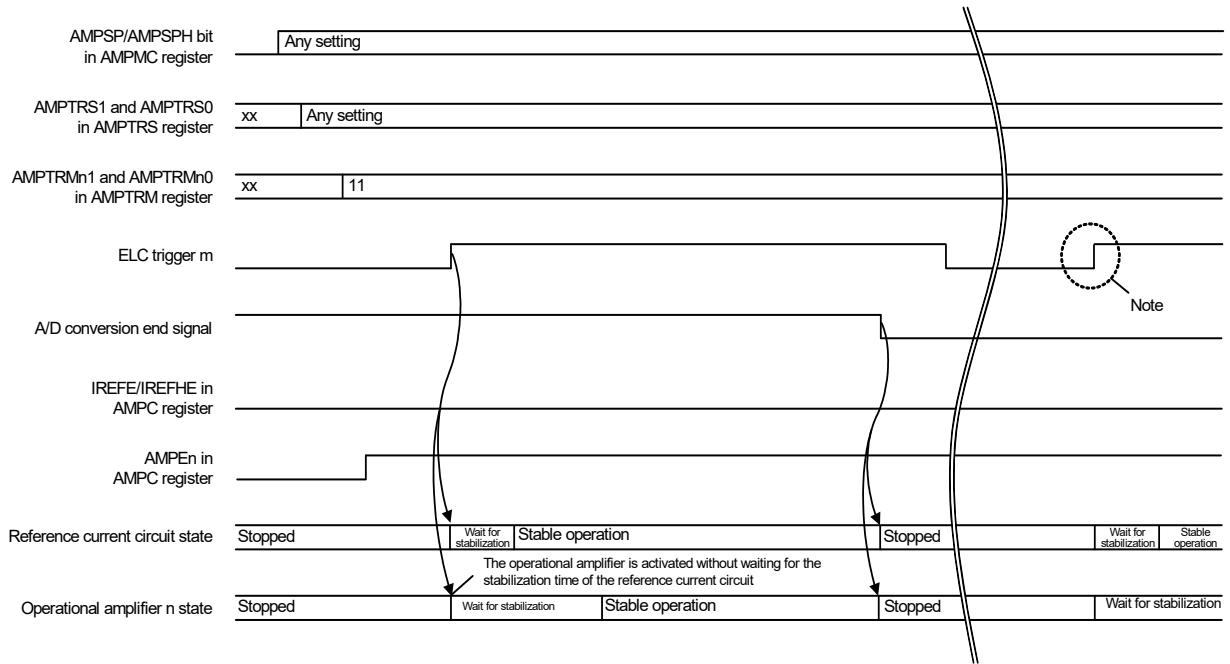 AMPSP/AMPSPH bit
in AMPMC register
Any setting
AMPTRS1 and AMPTRS0
in AMPTRS register
xx
Any setting
AMPTRMn1 and AMPTRMn0
in AMPTRM register
xx
11
ELC trigger m
Note
A/D conversion end signal
IREFE/IREFHE in
AMPC register
AMPEn in
AMPC register
Reference current circuit state
Stopped
Wait for
stabilization
Stable operation
Stopped
Wait for
stabilization
Stable
operation
The operational amplifier is activated without waiting for the
stabilization time of the reference current circuit
Operational amplifier n state
Stopped
Wait for stabilization
Stable operation
Stopped
Wait for stabilization